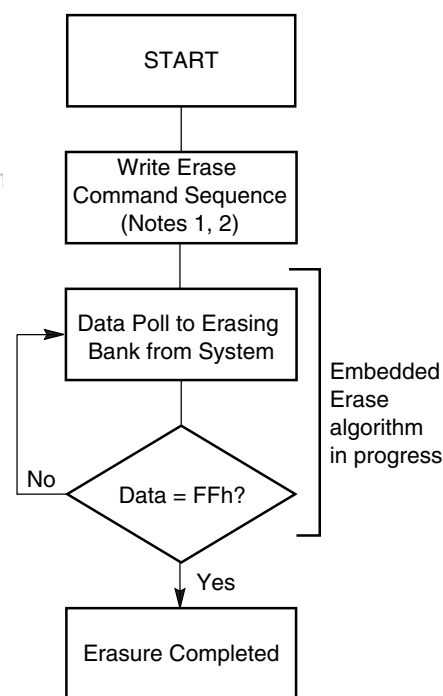 START
Write Erase
Command Sequence
(Notes 1, 2)
Data Poll to Erasing
Bank from System
Embedded
Erase
algorithm
in progress
No
Data = FFh?
Yes
Erasure Completed